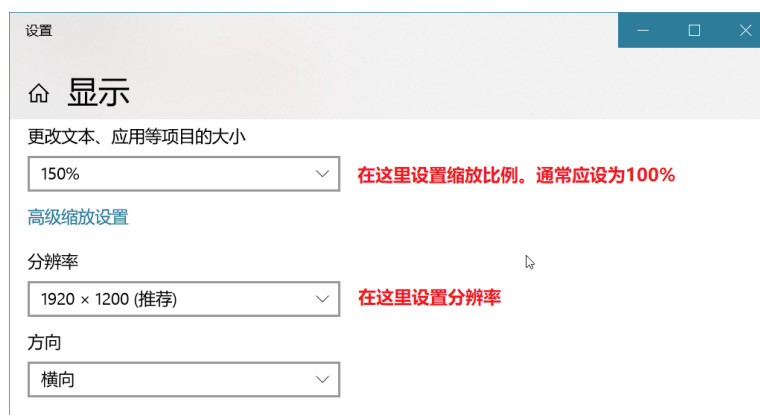 设置
显示
更改文本、应用等项目的大小
150% 在这里设置缩放比例。通常应设为100%
高级缩放设置
分辨率
1920 × 1200 (推荐) 在这里设置分辨率
方向
横向